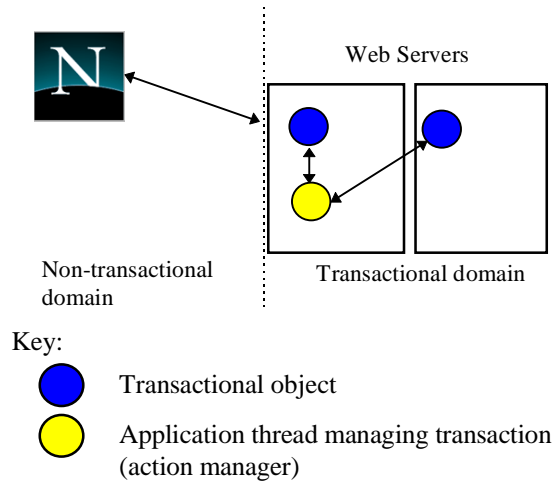 N
Web Servers
Non-transactional
domain
Transactional domain
Key:
Transactional object
Application thread managing transaction
(action manager)